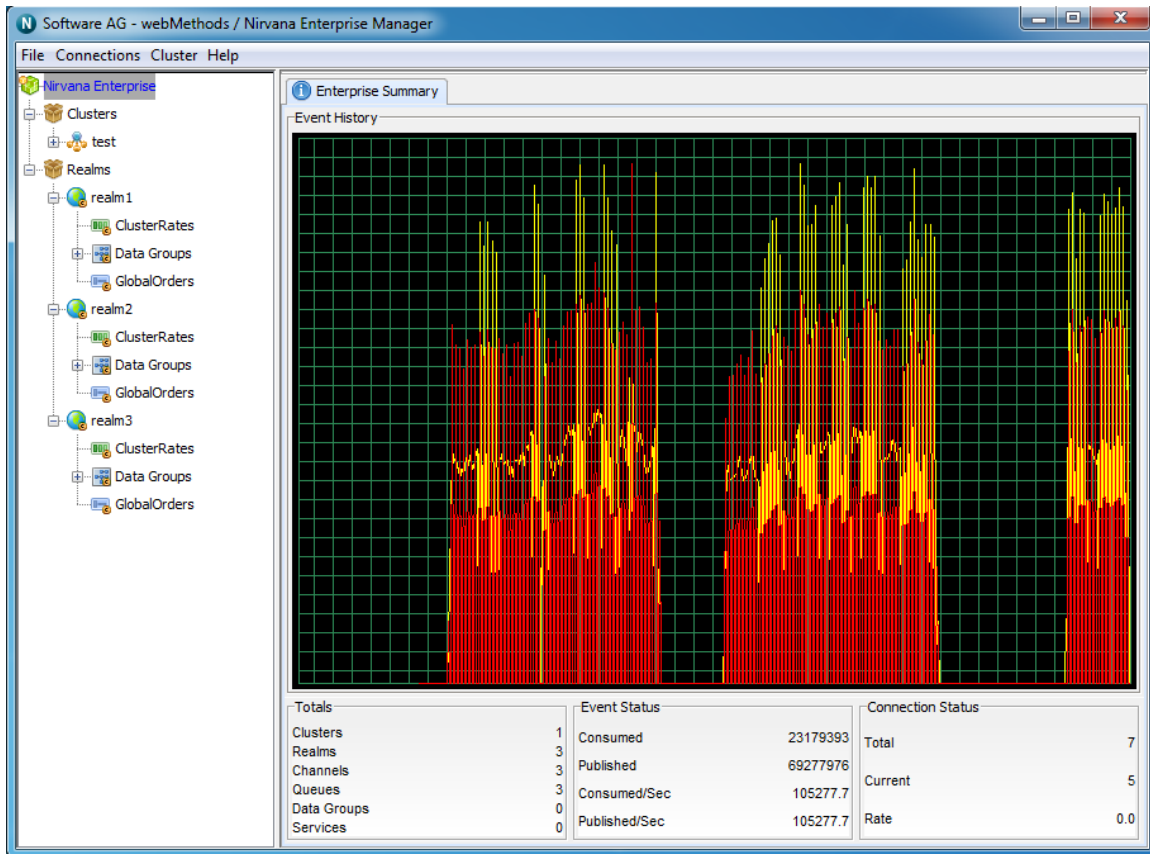 Software AG - webMethods / Nirvana Enterprise Manager
File Connections Cluster Help
Nirvana Enterprise
Clusters
test
Realms
realm1
ClusterRates
Data Groups
GlobalOrders
realm2
ClusterRates
Data Groups
GlobalOrders
realm3
ClusterRates
Data Groups
GlobalOrders
Enterprise Summary
Event History
Totals
Clusters 1
Realms 3
Channels 3
Queues 3
Data Groups 0
Services 0
Event Status
Consumed 23179393
Published 69277976
Consumed/Sec 105277.7
Published/Sec 105277.7
Connection Status
Total 7
Current 5
Rate 0.0